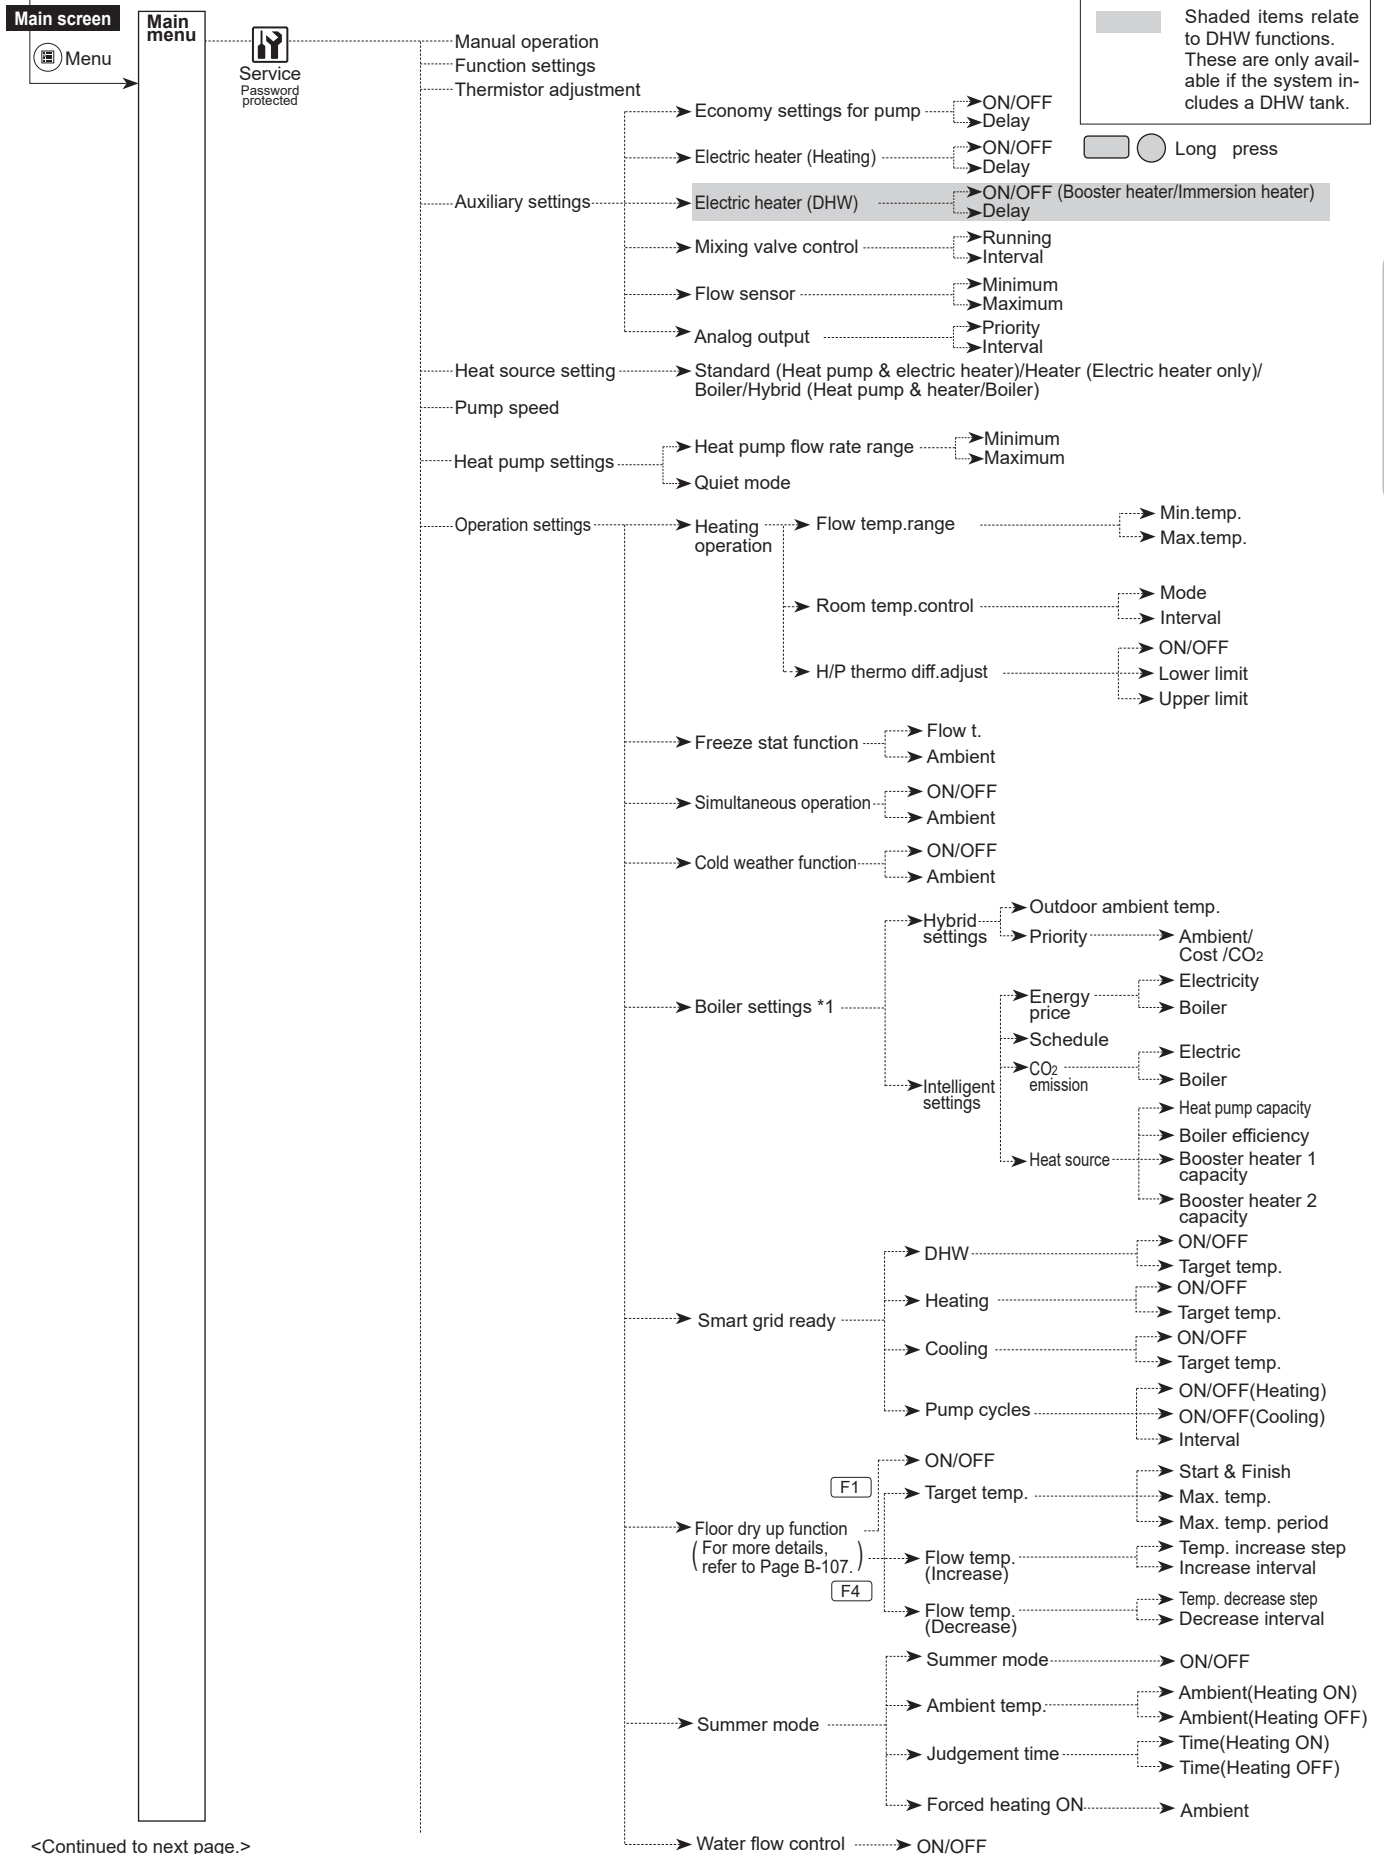 Main screen
Menu
Main
menu
Service
Password
protected
Shaded items relate
to DHW functions.
These are only avail-
able if the system in-
cludes a DHW tank.
Long press
Manual operation
Function settings
Thermistor adjustment
Auxiliary settings
Economy settings for pump
ON/OFF
Delay
Electric heater (Heating)
ON/OFF
Delay
Electric heater (DHW)
ON/OFF (Booster heater/Immersion heater)
Delay
Mixing valve control
Running
Interval
Flow sensor
Minimum
Maximum
Analog output
Priority
Interval
Heat source setting
Standard (Heat pump & electric heater)/Heater (Electric heater only)/
Boiler/Hybrid (Heat pump & heater/Boiler)
Pump speed
Heat pump settings
Heat pump flow rate range
Minimum
Maximum
Quiet mode
Operation settings
Heating
operation
Flow temp.range
Min.temp.
Max.temp.
Room temp.control
Mode
Interval
H/P thermo diff.adjust
ON/OFF
Lower limit
Upper limit
Freeze stat function
Flow t.
Ambient
Simultaneous operation
ON/OFF
Ambient
Cold weather function
ON/OFF
Ambient
Boiler settings *1
Hybrid
settings
Outdoor ambient temp.
Priority
Ambient/
Cost /CO2
Intelligent
settings
Energy
price
Electricity
Boiler
Schedule
CO2
emission
Electric
Boiler
Heat source
Heat pump capacity
Boiler efficiency
Booster heater 1
capacity
Booster heater 2
capacity
Smart grid ready
DHW
ON/OFF
Target temp.
Heating
ON/OFF
Target temp.
Cooling
ON/OFF
Target temp.
Pump cycles
ON/OFF(Heating)
ON/OFF(Cooling)
Interval
Floor dry up function
(For more details,
refer to Page B-107.)
F1
F4
ON/OFF
Target temp.
Start & Finish
Max. temp.
Max. temp. period
Flow temp.
(Increase)
Temp. increase step
Increase interval
Flow temp.
(Decrease)
Temp. decrease step
Decrease interval
Summer mode
Summer mode
ON/OFF
Ambient temp.
Ambient(Heating ON)
Ambient(Heating OFF)
Judgement time
Time(Heating ON)
Time(Heating OFF)
Forced heating ON
Ambient
Water flow control
ON/OFF
<Continued to next page.>